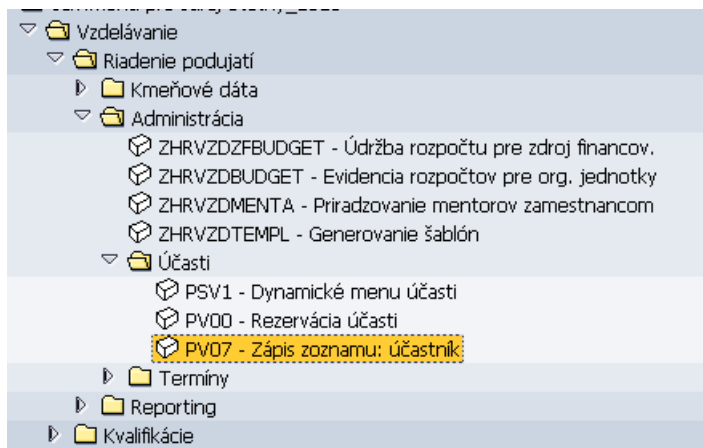 Vzdelávanie
Riadenie podujatí
Kmeňové dáta
Administrácia
ZHRVZDZFBUDGET - Údržba rozpočtu pre zdroj financov.
ZHRVZDBUDGET - Evidencia rozpočtov pre org. jednotky
ZHRVZDMENTA - Priradzovanie mentorov zamestnancom
ZHRVZDTEMPL - Generovanie šablón
Účasti
PSV1 - Dynamické menu účasti
PV00 - Rezervácia účasti
PV07 - Zápis zoznamu: účastník
Termíny
Reporting
Kvalifikácie